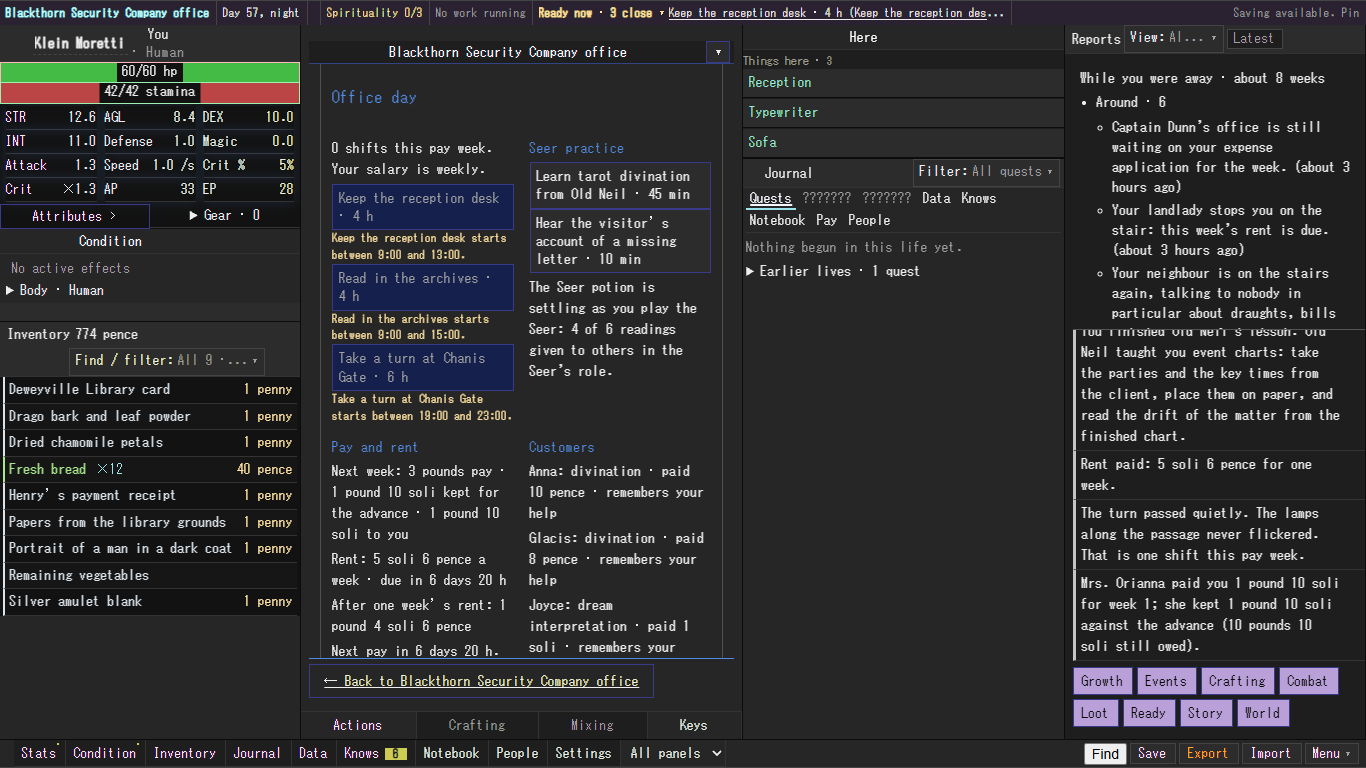 Blackthorn Security Company office
Day 57, night
Spirituality 0/3
No work running
Ready now · 3 close ▾
Keep the reception desk · 4 h (Keep the reception des...
Saving available. Pin
Klein Moretti
You
· Human
60/60 hp
42/42 stamina
STR 12.6 AGL 8.4 DEX 10.0
INT 11.0 Defense 1.0 Magic 0.0
Attack 1.3 Speed 1.0 /s Crit % 5%
Crit ×1.3 AP 33 EP 28
Attributes >
▶ Gear · 0
Condition
No active effects
▶ Body · Human
Inventory 774 pence
Find / filter: All 9 ·... ▾
Deweyville Library card 1 penny
Drago bark and leaf powder 1 penny
Dried chamomile petals 1 penny
Fresh bread ×12 40 pence
Henry's payment receipt 1 penny
Papers from the library grounds 1 penny
Portrait of a man in a dark coat 1 penny
Remaining vegetables
Silver amulet blank 1 penny
Blackthorn Security Company office
▾
Office day
0 shifts this pay week.
Your salary is weekly.
Keep the reception desk
· 4 h
Keep the reception desk starts
between 9:00 and 13:00.
Read in the archives ·
4 h
Read in the archives starts
between 9:00 and 15:00.
Take a turn at Chanis
Gate · 6 h
Take a turn at Chanis Gate
starts between 19:00 and 23:00.
Seer practice
Learn tarot divination
from Old Neil · 45 min
Hear the visitor's
account of a missing
letter · 10 min
The Seer potion is
settling as you play the
Seer: 4 of 6 readings
given to others in the
Seer's role.
Pay and rent
Next week: 3 pounds pay ·
1 pound 10 soli kept for
the advance · 1 pound 10
soli to you
Rent: 5 soli 6 pence a
week · due in 6 days 20 h
After one week's rent: 1
pound 4 soli 6 pence
Next pay in 6 days 20 h.
Customers
Anna: divination · paid
10 pence · remembers your
help
Glacis: divination · paid
8 pence · remembers your
help
Joyce: dream
interpretation · paid 1
soli · remembers your
← Back to Blackthorn Security Company office
Actions
Crafting
Mixing
Keys
Here
Things here · 3
Reception
Typewriter
Sofa
Journal
Filter: All quests ▾
Quests ??????? ??????? Data Knows
Notebook Pay People
Nothing begun in this life yet.
▶ Earlier lives · 1 quest
Reports
View: Al... ▾
Latest
While you were away · about 8 weeks
• Around · 6
Captain Dunn's office is still
waiting on your expense
application for the week. (about 3
hours ago)
Your landlady stops you on the
stair: this week's rent is due.
(about 3 hours ago)
Your neighbour is on the stairs
again, talking to nobody in
particular about draughts, bills
You finished Old Neil's lesson. Old
Neil taught you event charts: take
the parties and the key times from
the client, place them on paper, and
read the drift of the matter from the
finished chart.
Rent paid: 5 soli 6 pence for one
week.
The turn passed quietly. The lamps
along the passage never flickered.
That is one shift this pay week.
Mrs. Orianna paid you 1 pound 10 soli
for week 1; she kept 1 pound 10 soli
against the advance (10 pounds 10
soli still owed).
Growth Events Crafting Combat
Loot Ready Story World
Stats Condition Inventory Journal Data Knows 8 Notebook People Settings All panels
Find Save Export Import Menu ▾